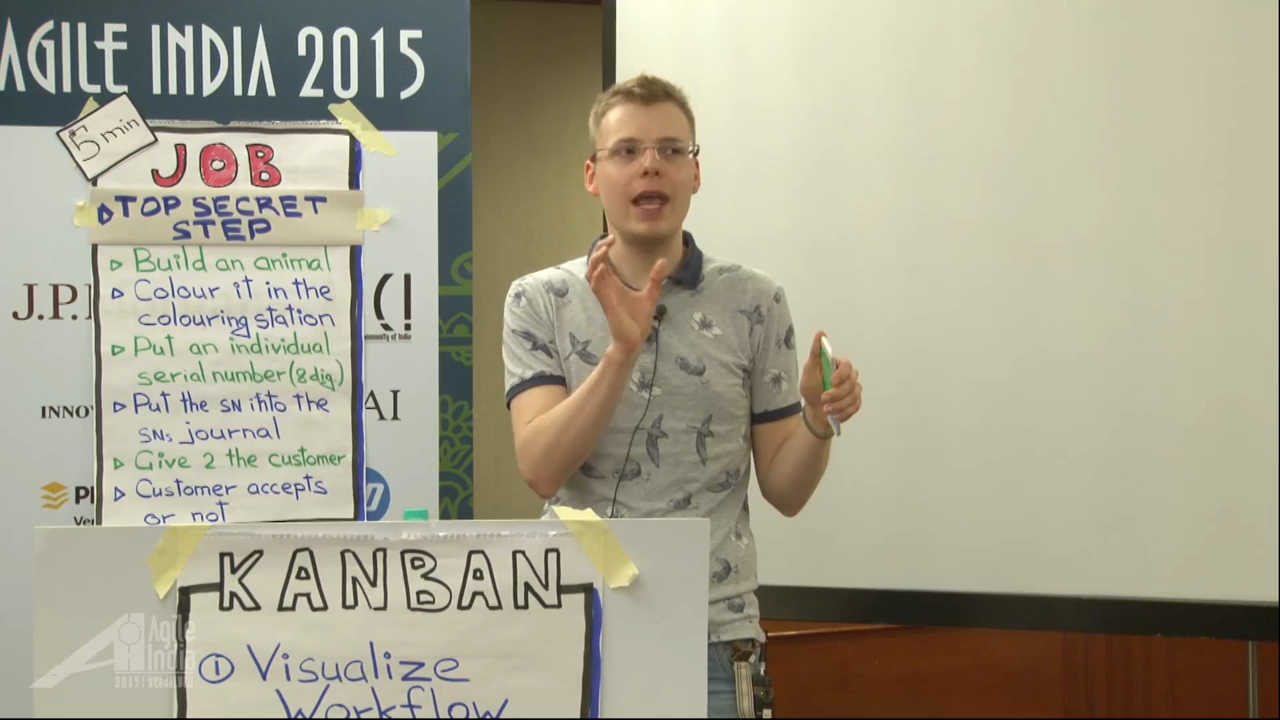 AGILE INDIA 2015
5 min
JOB
TOP SECRET
STEP
Build an animal
Colour it in the
colouring station
Put an individual
serial number (8 dig.)
Put the SN into the
SNs journal
Give 2 the customer
Customer accepts
or not
J.P.
INNO
AI
KANBAN
① Visualize
Workflow
Agile
India
2015